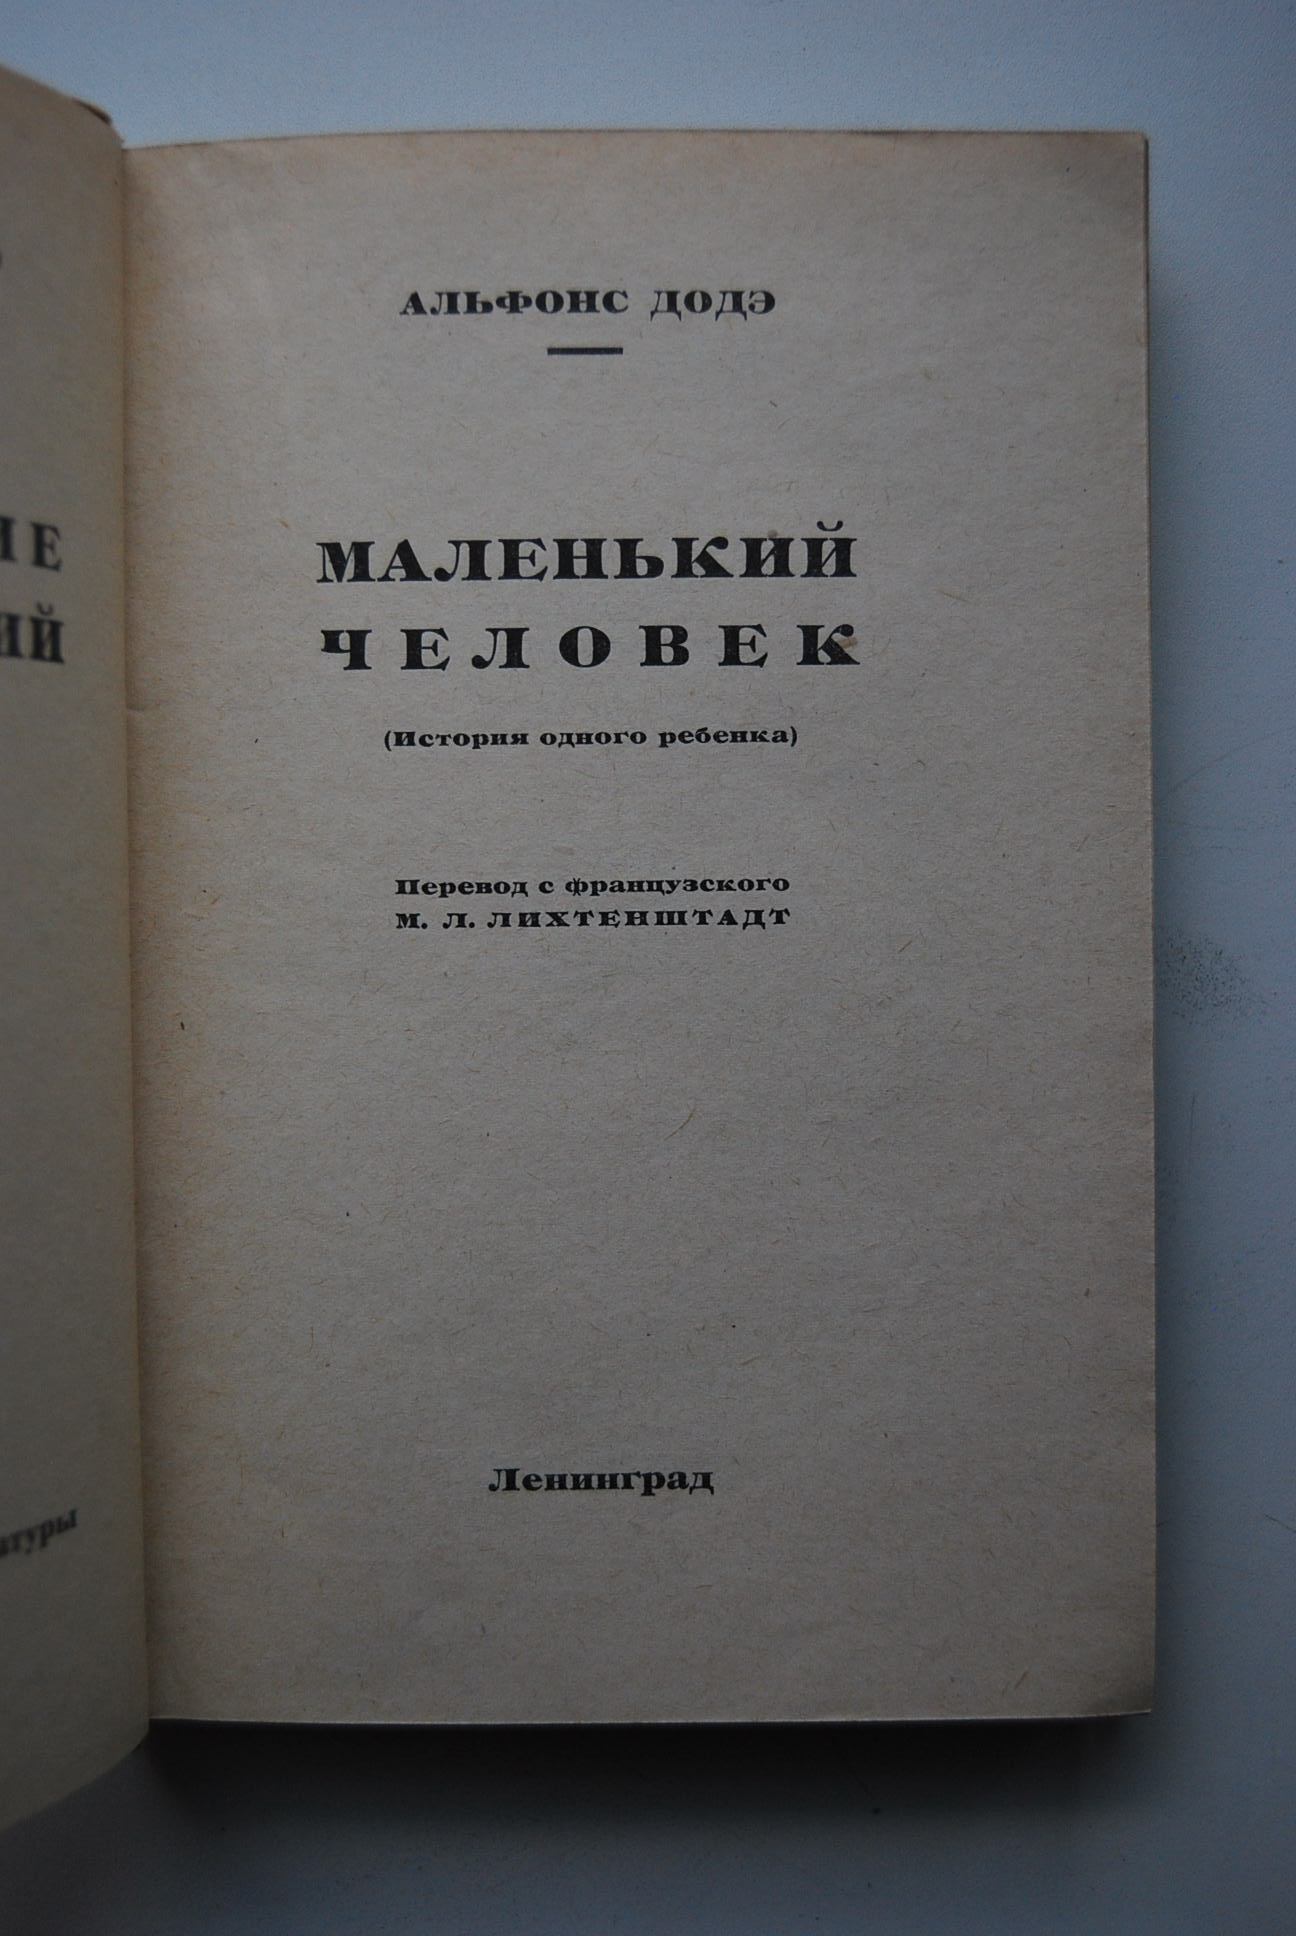 АЛЬФОНС ДОДЭ
МАЛЕНЬКИЙ
ЧЕЛОВЕК
(История одного ребенка)
Перевод с французского
М. Л. ЛИХТЕНШТАДТ
Ленинград